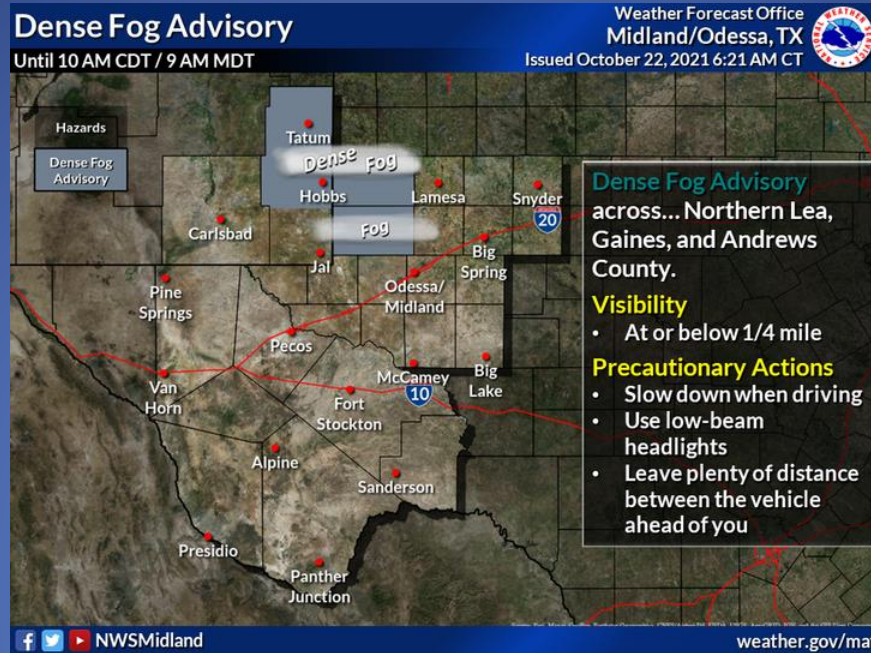 Dense Fog Advisory
Until 10 AM CDT / 9 AM MDT
Weather Forecast Office
Midland/Odessa, TX
Issued October 22, 2021 6:21 AM CT
NATIONAL WEATHER SERVICE
Hazards
Dense Fog
Advisory
Tatum
Dense Fog
Hobbs
Lamesa
Snyder
20
Carlsbad
Fog
Big
Spring
Jal
Odessa/
Midland
Pine
Springs
Pecos
McCamey
Big
Lake
Van
Horn
10
Fort
Stockton
Alpine
Sanderson
Presidio
Panther
Junction
Dense Fog Advisory
across... Northern Lea,
Gaines, and Andrews
County.
Visibility
• At or below 1/4 mile
Precautionary Actions
• Slow down when driving
• Use low-beam
headlights
• Leave plenty of distance
between the vehicle
ahead of you
NWSMidland
weather.gov/maf